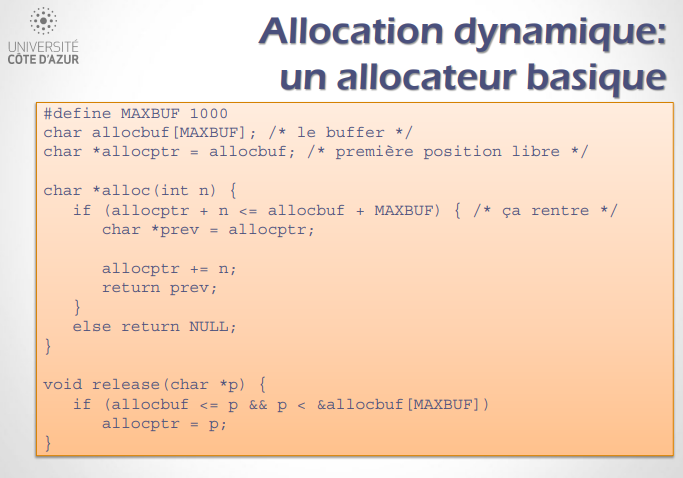 UNIVERSITÉ
CÔTE D'AZUR
Allocation dynamique:
un allocateur basique
#define MAXBUF 1000
char allocbuf[MAXBUF]; /* le buffer */
char *allocptr = allocbuf; /* première position libre */
char *alloc(int n) {
if (allocptr + n <= allocbuf + MAXBUF) { /* ça rentre */
char *prev = allocptr;
allocptr += n;
return prev;
}
else return NULL;
}
void release(char *p) {
if (allocbuf <= p && p < &allocbuf[MAXBUF])
allocptr = p;
}